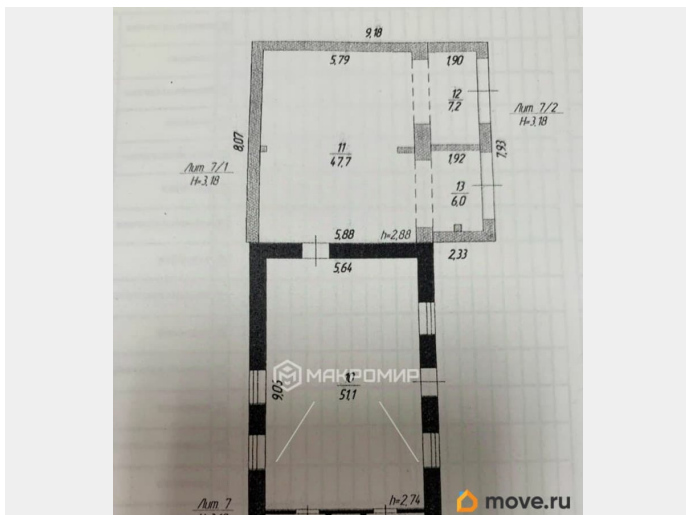 9,18
5,79
1,90
12
7,2
Лит 7/2
H=3,18
8,07
7,93
11
47,7
1,92
Лит 7/1
H=3,18
13
6,0
5,88
h=2,88
2,33
5,64
МАКРОМИР
51,1
h=2,74
Лит 7
move.ru